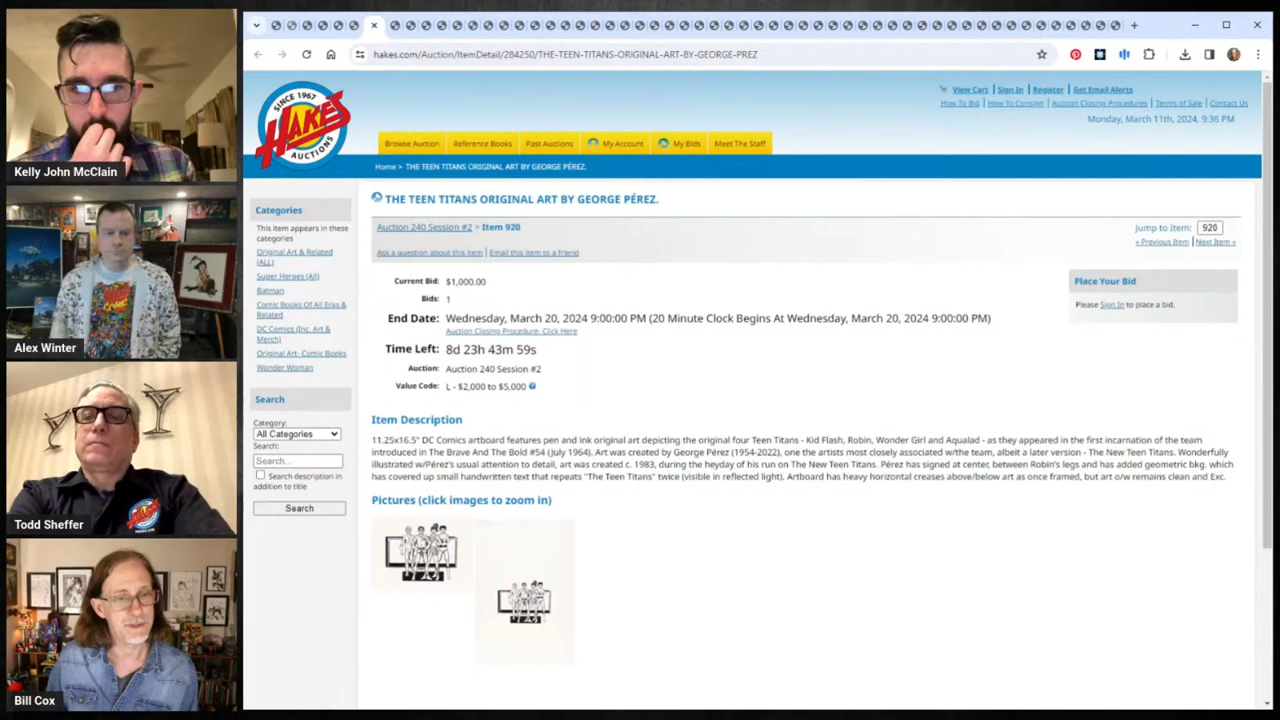 Kelly John McClain
Alex Winter
Todd Sheffer
Bill Cox
hakes.com/Auction/ItemDetail/284250/THE-TEEN-TITANS-ORIGINAL-ART-BY-GEORGE-PREZ
SINCE 1967
HAKE'S
AUCTIONS
View Cart | Sign In | Register | Get Email Alerts
How To Bid | How To Consign | Auction Closing Procedures | Terms of Sale | Contact Us
Monday, March 11th, 2024, 9:36 PM
Browse Auction Reference Books Past Auctions My Account My Bids Meet The Staff
Home > THE TEEN TITANS ORIGINAL ART BY GEORGE PÉREZ.
Categories
This item appears in these
categories
Original Art & Related
(ALL)
Super Heroes (All)
Batman
Comic Books Of All Eras &
Related
DC Comics (Inc. Art &
Merch)
Original Art- Comic Books
Wonder Woman
Search
Category:
All Categories
Search:
Search...
Search description in
addition to title
Search
THE TEEN TITANS ORIGINAL ART BY GEORGE PÉREZ.
Auction 240 Session #2 > Item 920
Jump to Item: 920
Ask a question about this item | Email this item to a friend
« Previous Item | Next Item »
Current Bid: $1,000.00
Bids: 1
End Date: Wednesday, March 20, 2024 9:00:00 PM (20 Minute Clock Begins At Wednesday, March 20, 2024 9:00:00 PM)
Auction Closing Procedure- Click Here
Time Left: 8d 23h 43m 59s
Auction: Auction 240 Session #2
Value Code: L - $2,000 to $5,000
Place Your Bid
Please Sign In to place a bid.
Item Description
11.25x16.5" DC Comics artboard features pen and ink original art depicting the original four Teen Titans - Kid Flash, Robin, Wonder Girl and Aqualad - as they appeared in the first incarnation of the team
introduced in The Brave And The Bold #54 (July 1964). Art was created by George Pérez (1954-2022), one the artists most closely associated w/the team, albeit a later version - The New Teen Titans. Wonderfully
illustrated w/Pérez's usual attention to detail, art was created c. 1983, during the heyday of his run on The New Teen Titans. Pérez has signed at center, between Robin's legs and has added geometric bkg. which
has covered up small handwritten text that repeats "The Teen Titans" twice (visible in reflected light). Artboard has heavy horizontal creases above/below art as once framed, but art o/w remains clean and Exc.
Pictures (click images to zoom in)